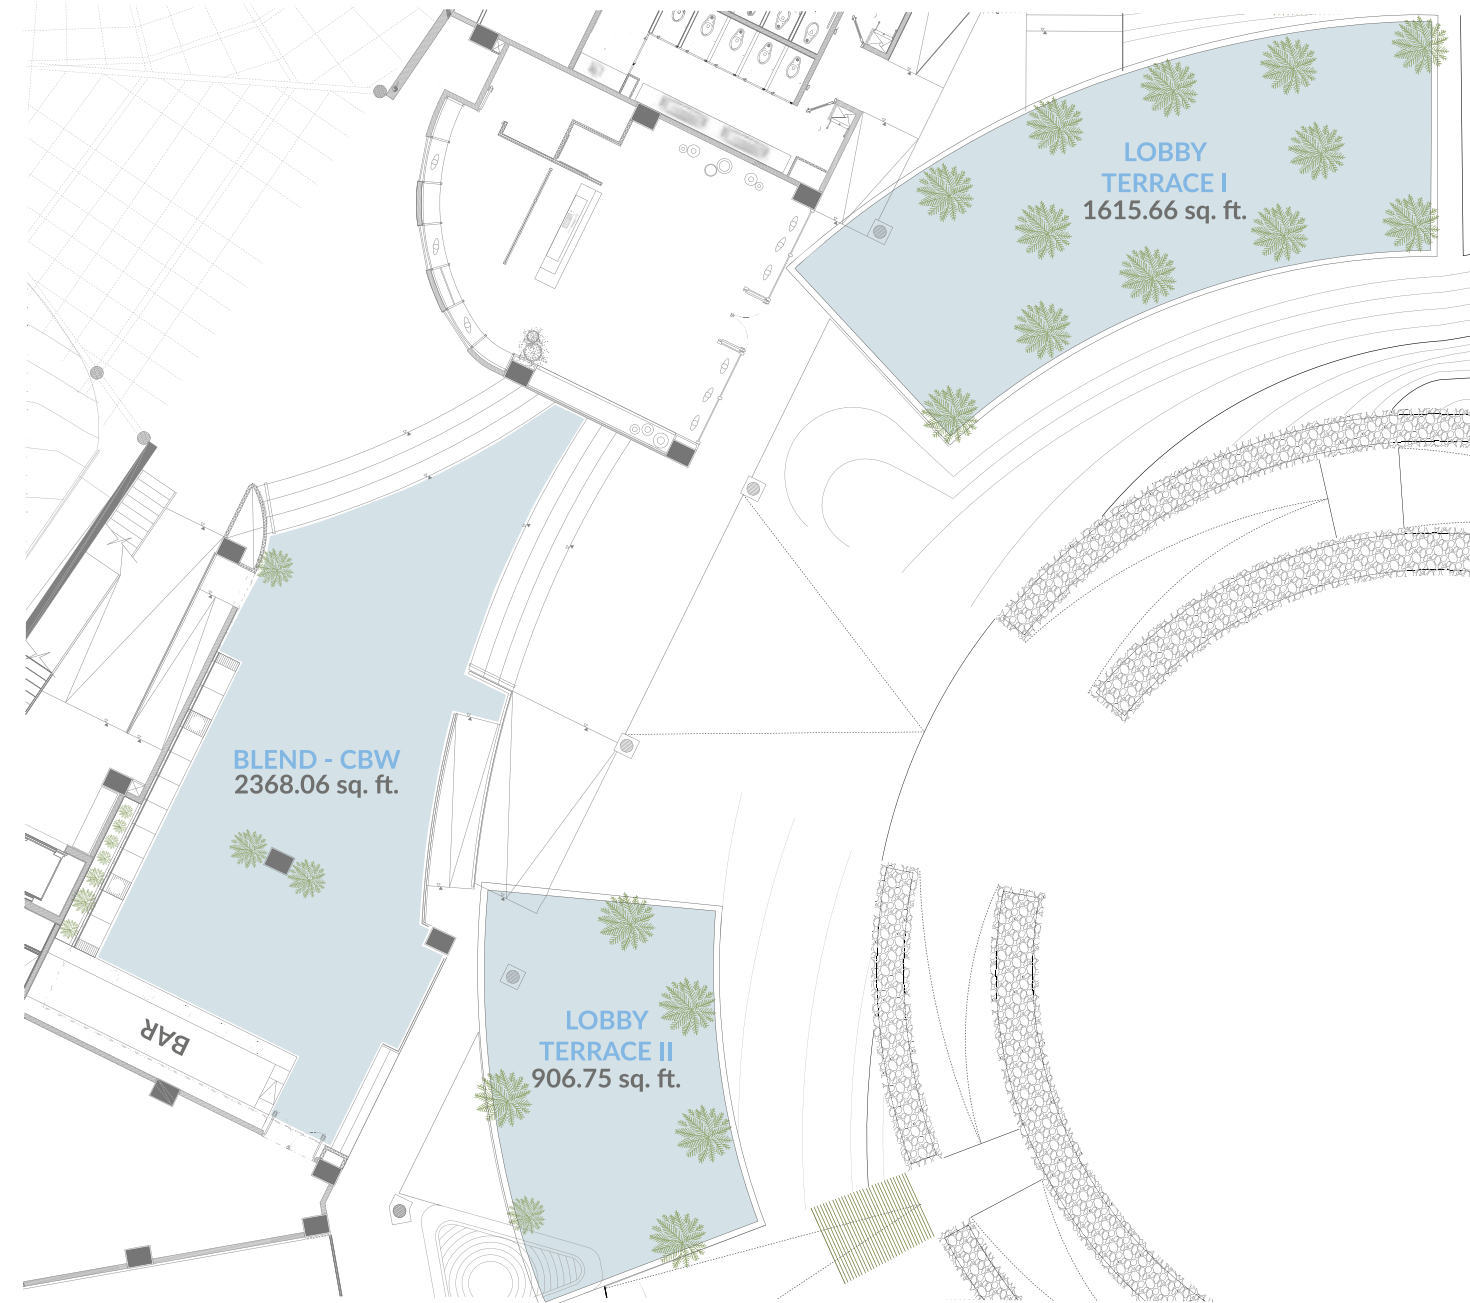 LOBBY
TERRACE I
1615.66 sq. ft.
BLEND - CBW
2368.06 sq. ft.
LOBBY
TERRACE II
906.75 sq. ft.
BAR